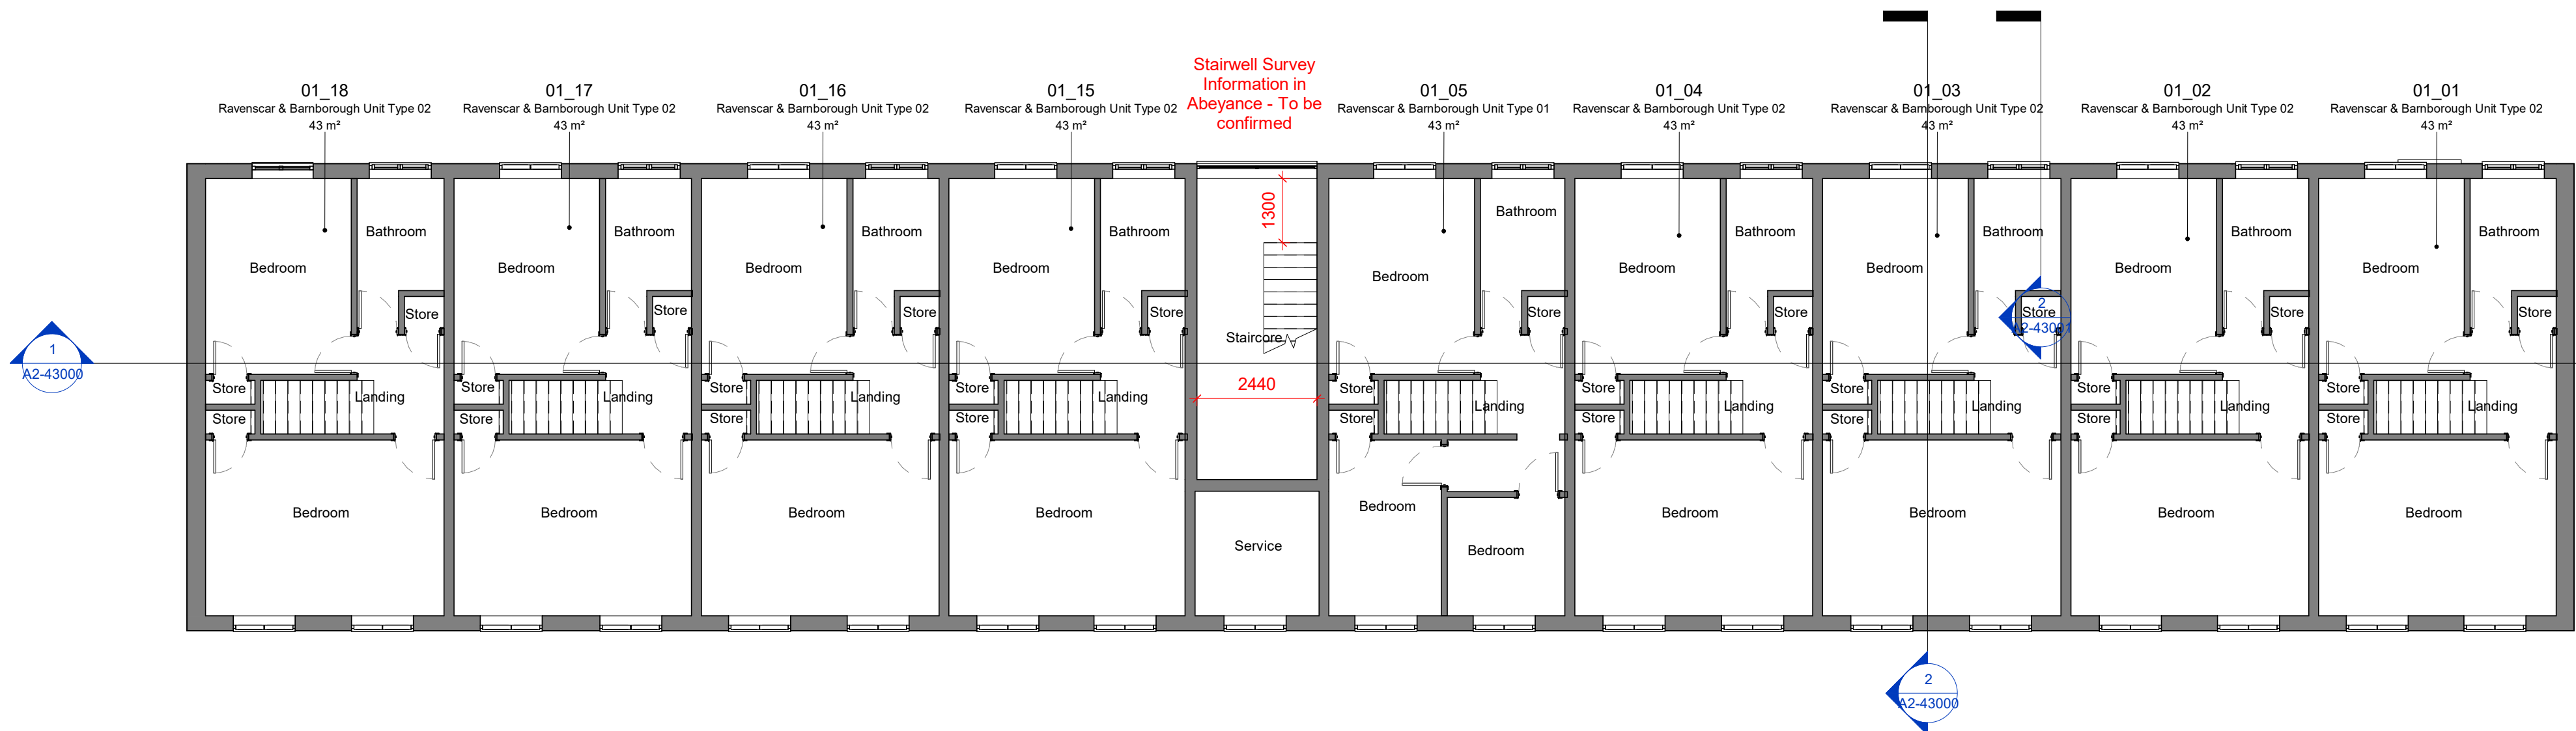 Stairwell Survey
Information in
Abeyance - To be
confirmed
01_18
Ravenscar & Barnborough Unit Type 02
43 m²
01_17
Ravenscar & Barnborough Unit Type 02
43 m²
01_16
Ravenscar & Barnborough Unit Type 02
43 m²
01_15
Ravenscar & Barnborough Unit Type 02
43 m²
01_05
Ravenscar & Barnborough Unit Type 01
43 m²
01_04
Ravenscar & Barnborough Unit Type 02
43 m²
01_03
Ravenscar & Barnborough Unit Type 02
43 m²
01_02
Ravenscar & Barnborough Unit Type 02
43 m²
01_01
Ravenscar & Barnborough Unit Type 02
43 m²
1
A2-43000
Bedroom
Bathroom
Store
Store
Landing
Store
Bedroom
Bedroom
Bathroom
Store
Store
Landing
Store
Bedroom
Bedroom
Bathroom
Store
Store
Landing
Store
Bedroom
Bedroom
Bathroom
Store
Store
Landing
Store
Bedroom
1300
Staircore
2440
Service
Bathroom
Bedroom
Store
Store
Landing
Store
Bedroom
Bedroom
Bathroom
Bedroom
Store
Store
Landing
Store
Bedroom
Bathroom
Bedroom
2
Store
A2-43001
Store
Landing
Store
Bedroom
Bathroom
Bedroom
Store
Store
Landing
Store
Bedroom
Bathroom
Bedroom
Store
Store
Landing
Store
Bedroom
2
A2-43000